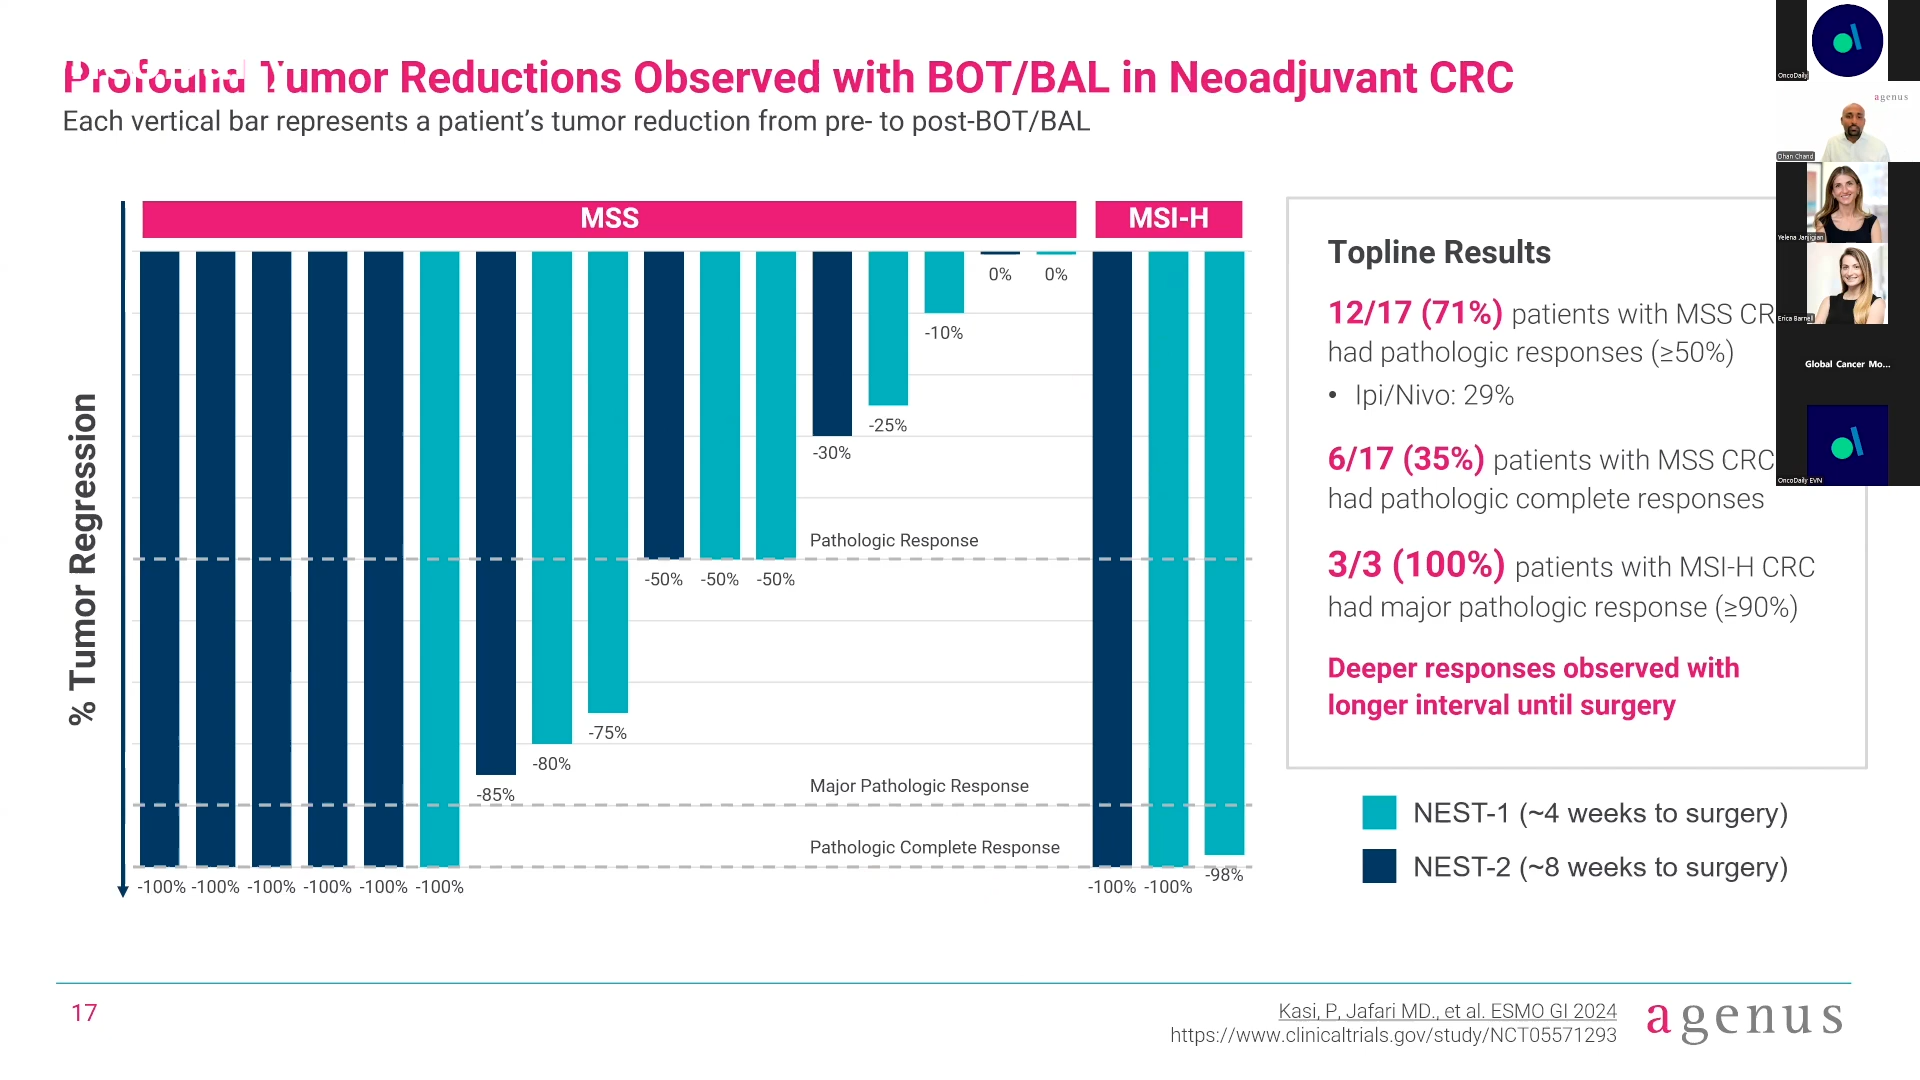 Profound Tumor Reductions Observed with BOT/BAL in Neoadjuvant CRC
Each vertical bar represents a patient's tumor reduction from pre- to post-BOT/BAL
MSS
MSI-H
% Tumor Regression
0%
0%
-10%
-25%
-30%
Pathologic Response
-50%
-50%
-50%
-75%
-80%
-85%
Major Pathologic Response
Pathologic Complete Response
-100%
-100%
-100%
-100%
-100%
-100%
-100%
-100%
-98%
Topline Results
12/17 (71%) patients with MSS CR
had pathologic responses (≥50%)
• Ipi/Nivo: 29%
6/17 (35%) patients with MSS CRC
had pathologic complete responses
3/3 (100%) patients with MSI-H CRC
had major pathologic response (≥90%)
Deeper responses observed with
longer interval until surgery
NEST-1 (~4 weeks to surgery)
NEST-2 (~8 weeks to surgery)
17
Kasi, P, Jafari MD., et al. ESMO GI 2024
https://www.clinicaltrials.gov/study/NCT05571293
agenus
OncoDaily
agenus
Dhan Chand
Yelena Janjigian
Erica Barnell
Global Cancer Mo...
OncoDaily EVN